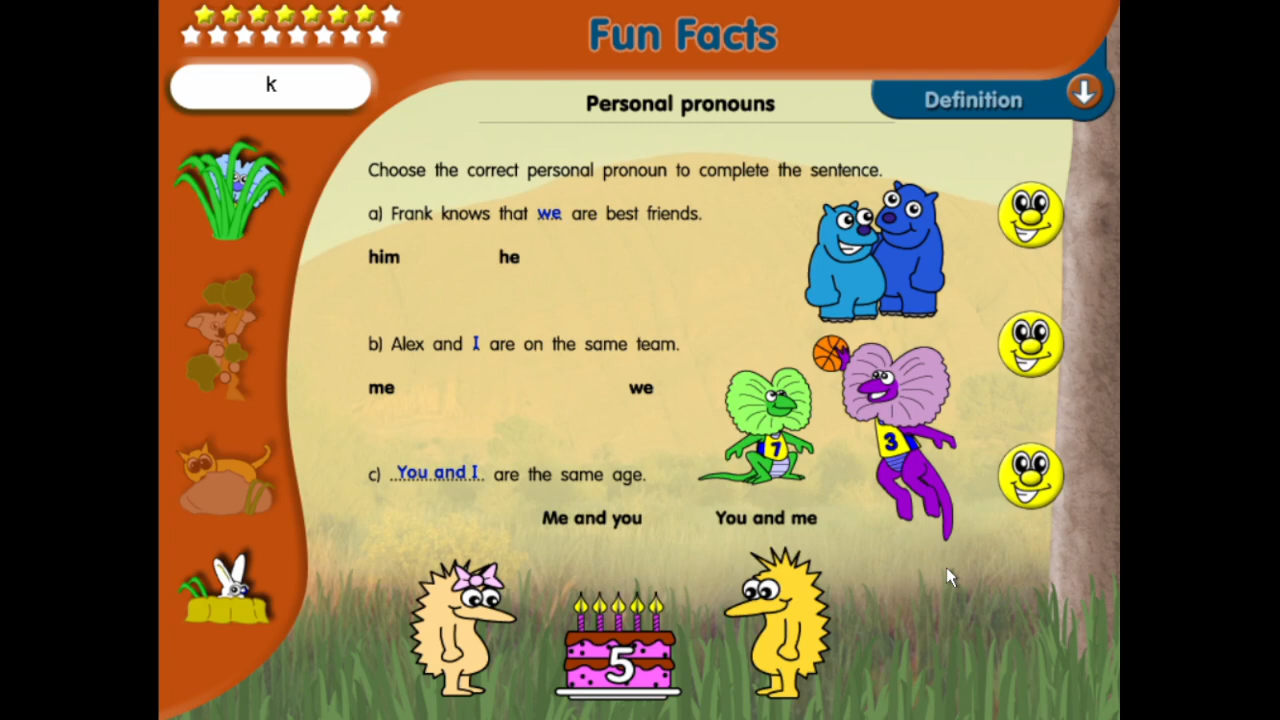 Fun Facts
k
Definition
Personal pronouns
Choose the correct personal pronoun to complete the sentence.
a) Frank knows that we are best friends.
him he
b) Alex and I are on the same team.
me we
7
3
c) You and I are the same age.
Me and you You and me
5